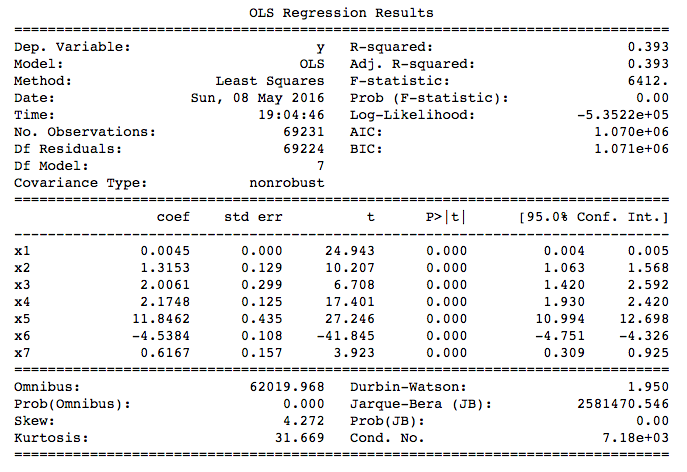 OLS Regression Results
==============================================================================
Dep. Variable: y R-squared: 0.393
Model: OLS Adj. R-squared: 0.393
Method: Least Squares F-statistic: 6412.
Date: Sun, 08 May 2016 Prob (F-statistic): 0.00
Time: 19:04:46 Log-Likelihood: -5.3522e+05
No. Observations: 69231 AIC: 1.070e+06
Df Residuals: 69224 BIC: 1.071e+06
Df Model: 7
Covariance Type: nonrobust
==============================================================================
coef std err t P>|t| [95.0% Conf. Int.]
------------------------------------------------------------------------------
x1 0.0045 0.000 24.943 0.000 0.004 0.005
x2 1.3153 0.129 10.207 0.000 1.063 1.568
x3 2.0061 0.299 6.708 0.000 1.420 2.592
x4 2.1748 0.125 17.401 0.000 1.930 2.420
x5 11.8462 0.435 27.246 0.000 10.994 12.698
x6 -4.5384 0.108 -41.845 0.000 -4.751 -4.326
x7 0.6167 0.157 3.923 0.000 0.309 0.925
==============================================================================
Omnibus: 62019.968 Durbin-Watson: 1.950
Prob(Omnibus): 0.000 Jarque-Bera (JB): 2581470.546
Skew: 4.272 Prob(JB): 0.00
Kurtosis: 31.669 Cond. No. 7.18e+03
==============================================================================